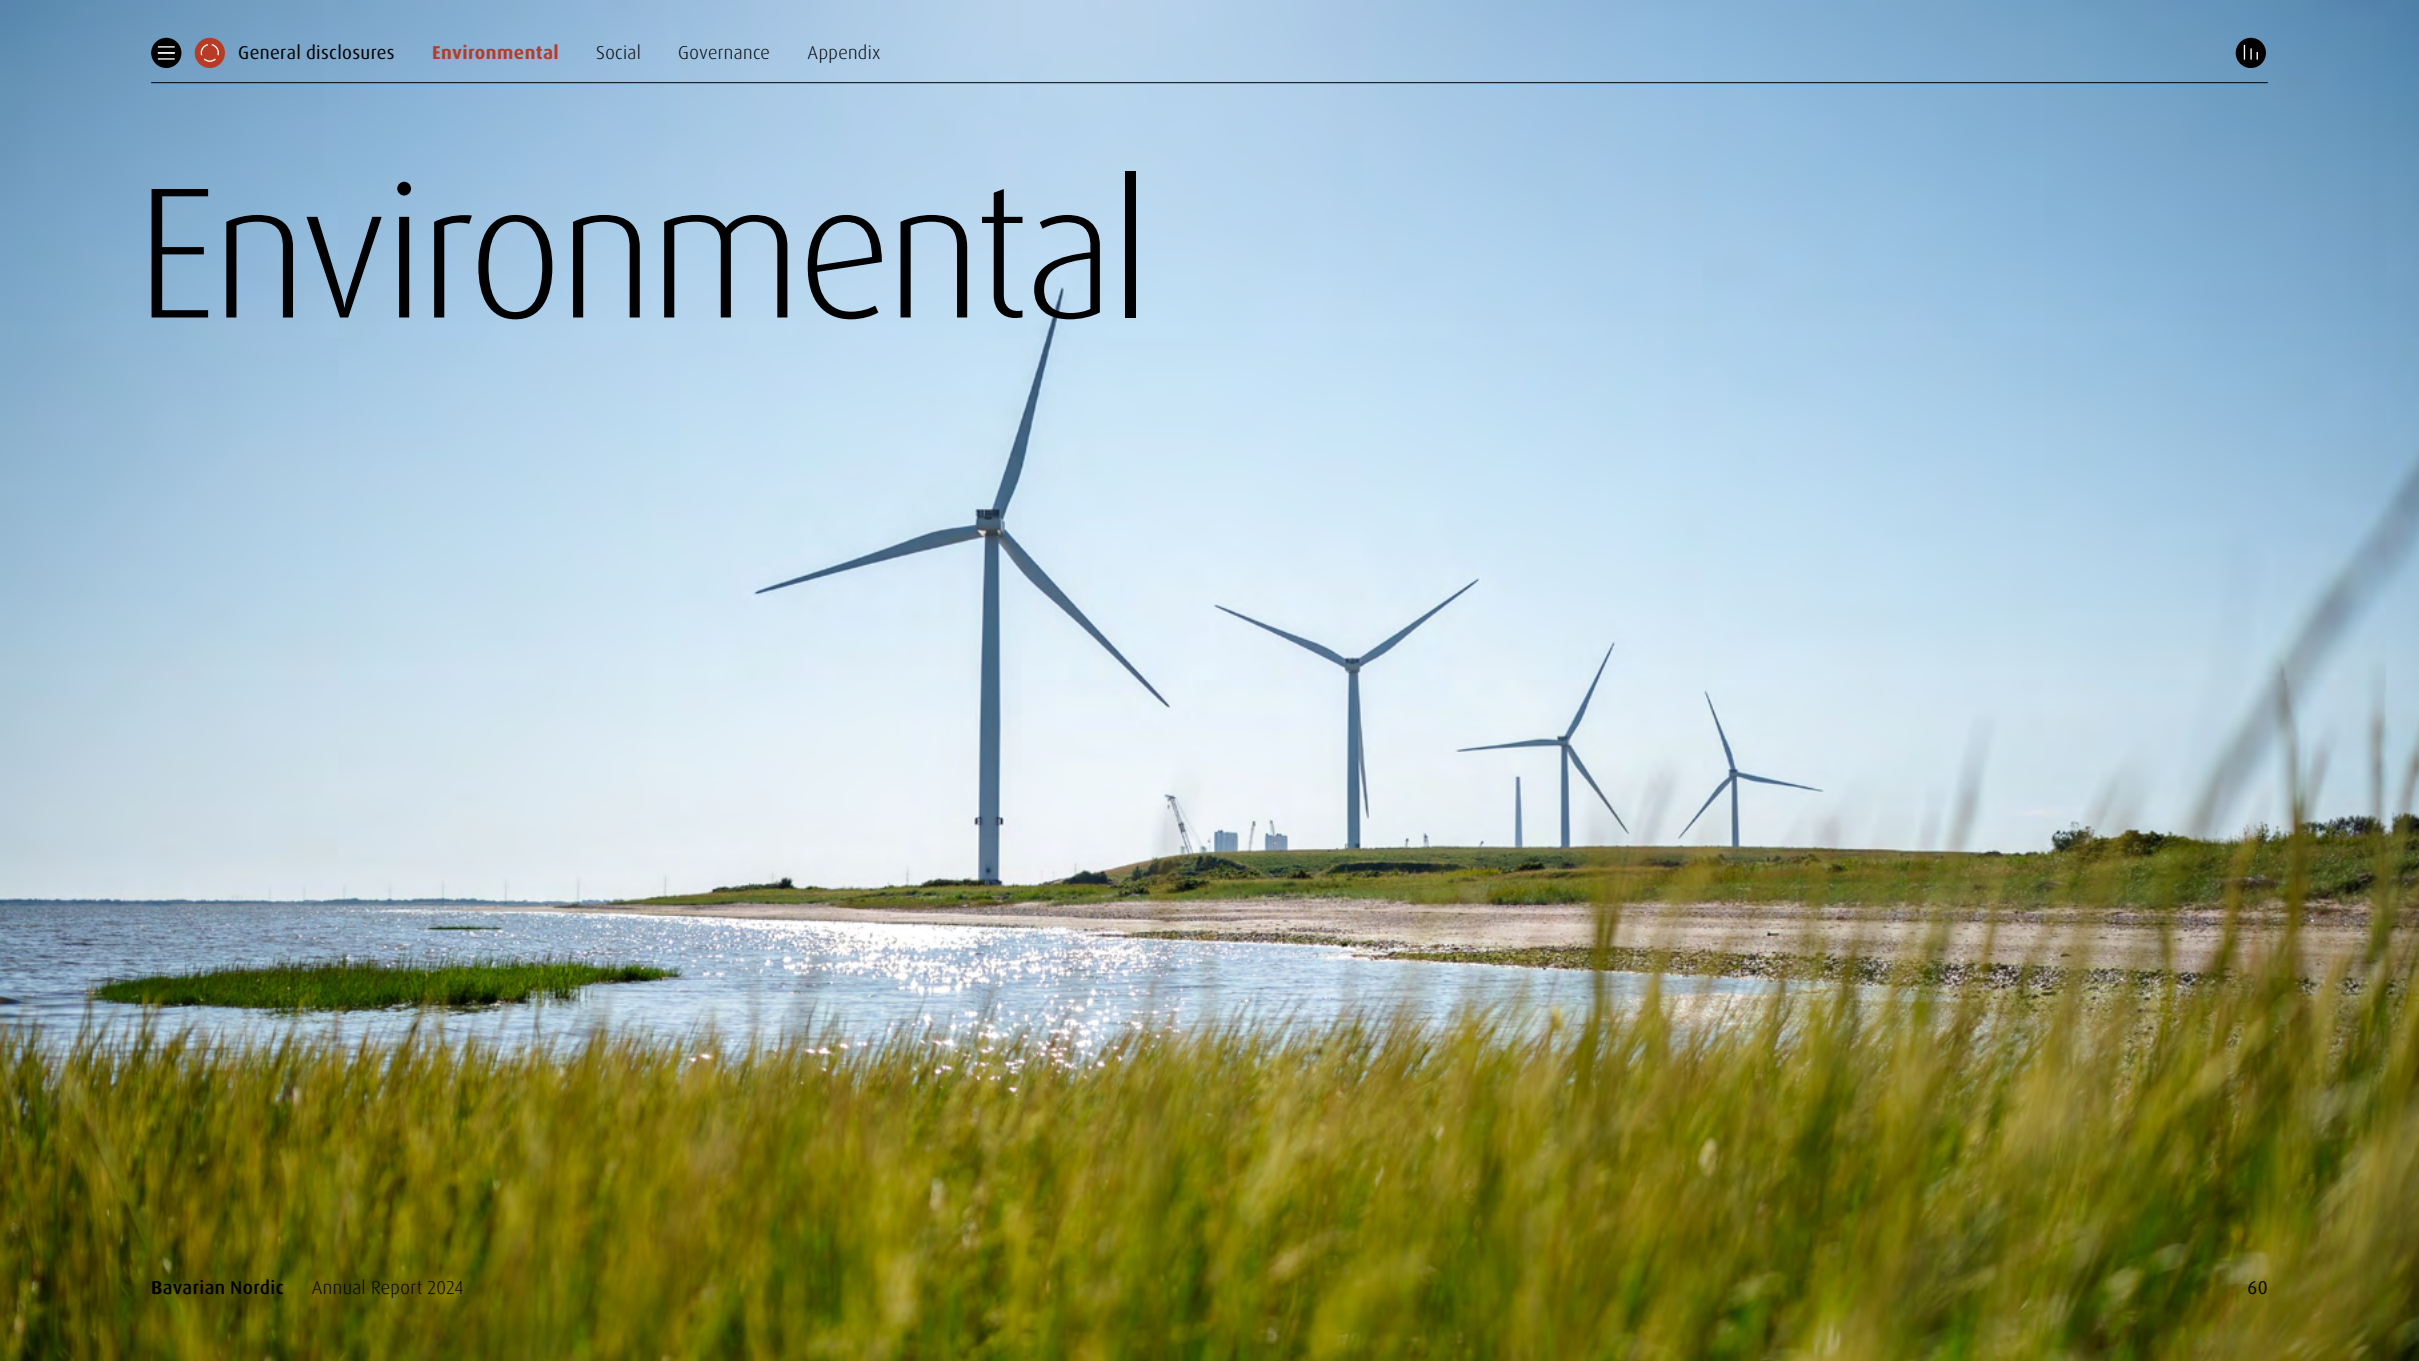 General disclosures Environmental Social Governance Appendix
Environmental
Bavarian Nordic Annual Report 2024 60